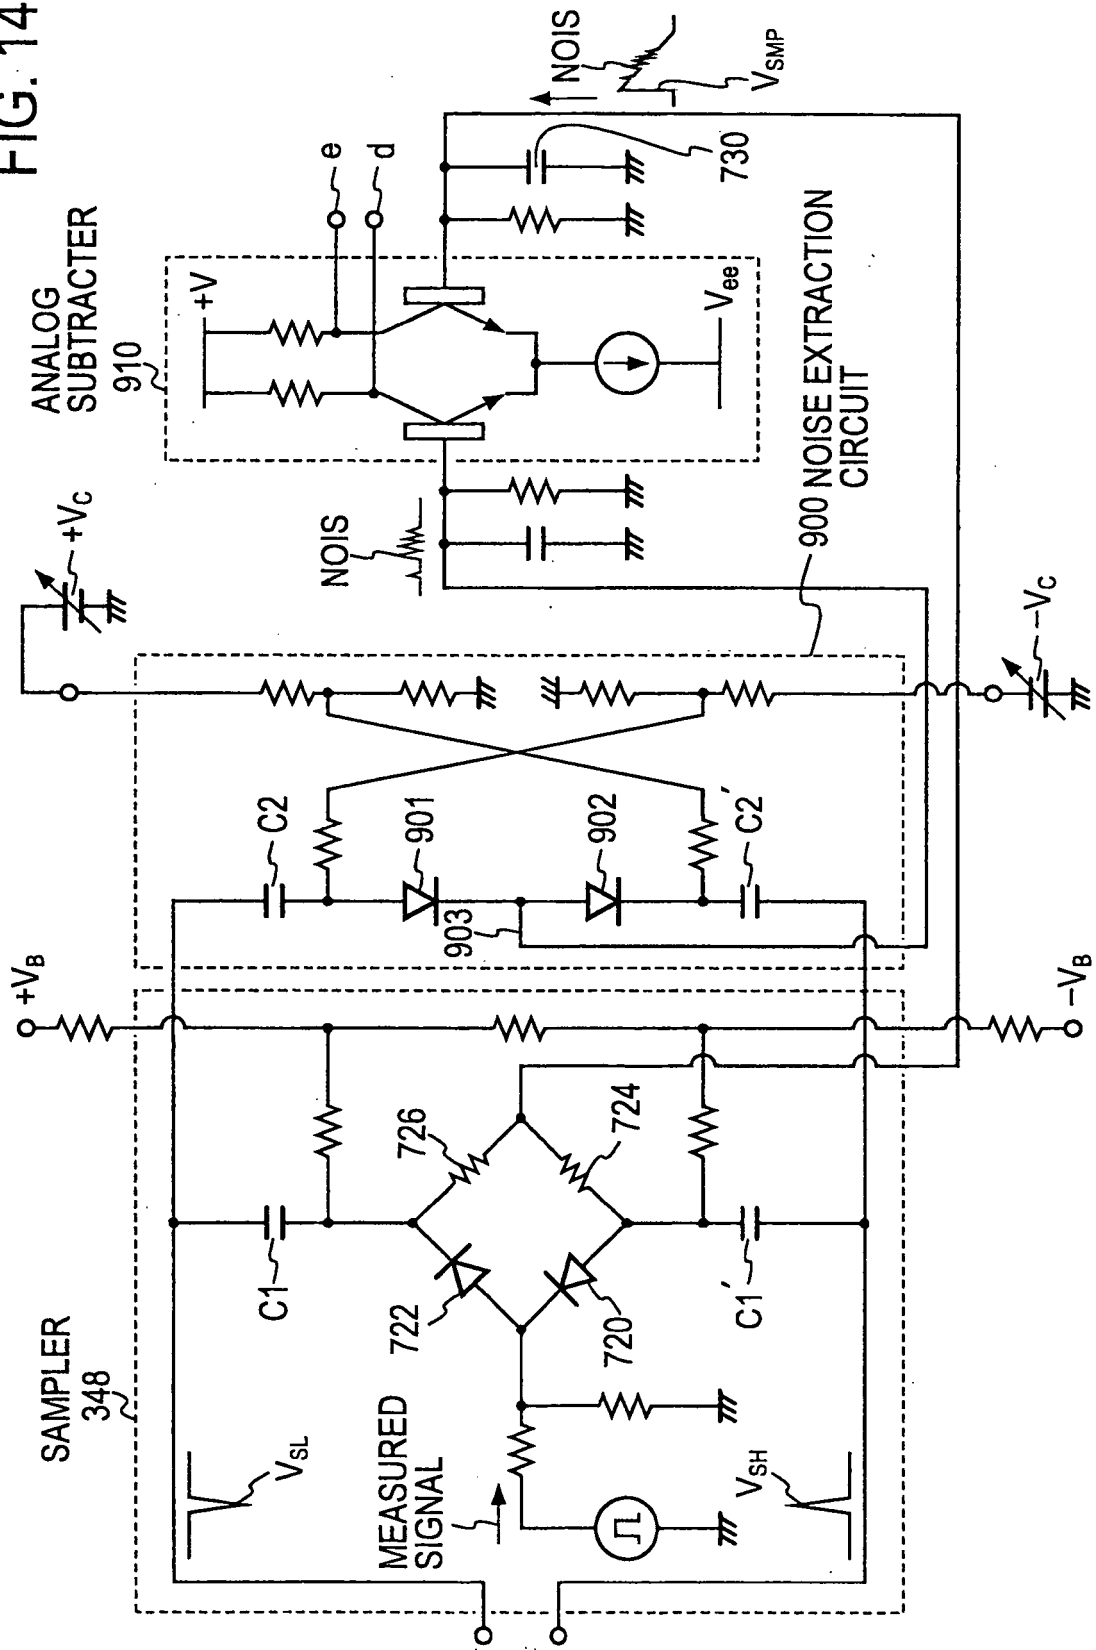 FIG. 14
SAMPLER
348
V_SL
MEASURED
SIGNAL
V_SH
C1
C1'
722
720
726
724
+V_B
-V_B
C2
C2'
901
902
903
900 NOISE EXTRACTION
CIRCUIT
+V_C
-V_C
NOIS
ANALOG
SUBTRACTER
910
+V
V_ee
e
d
730
NOIS
V_SMP